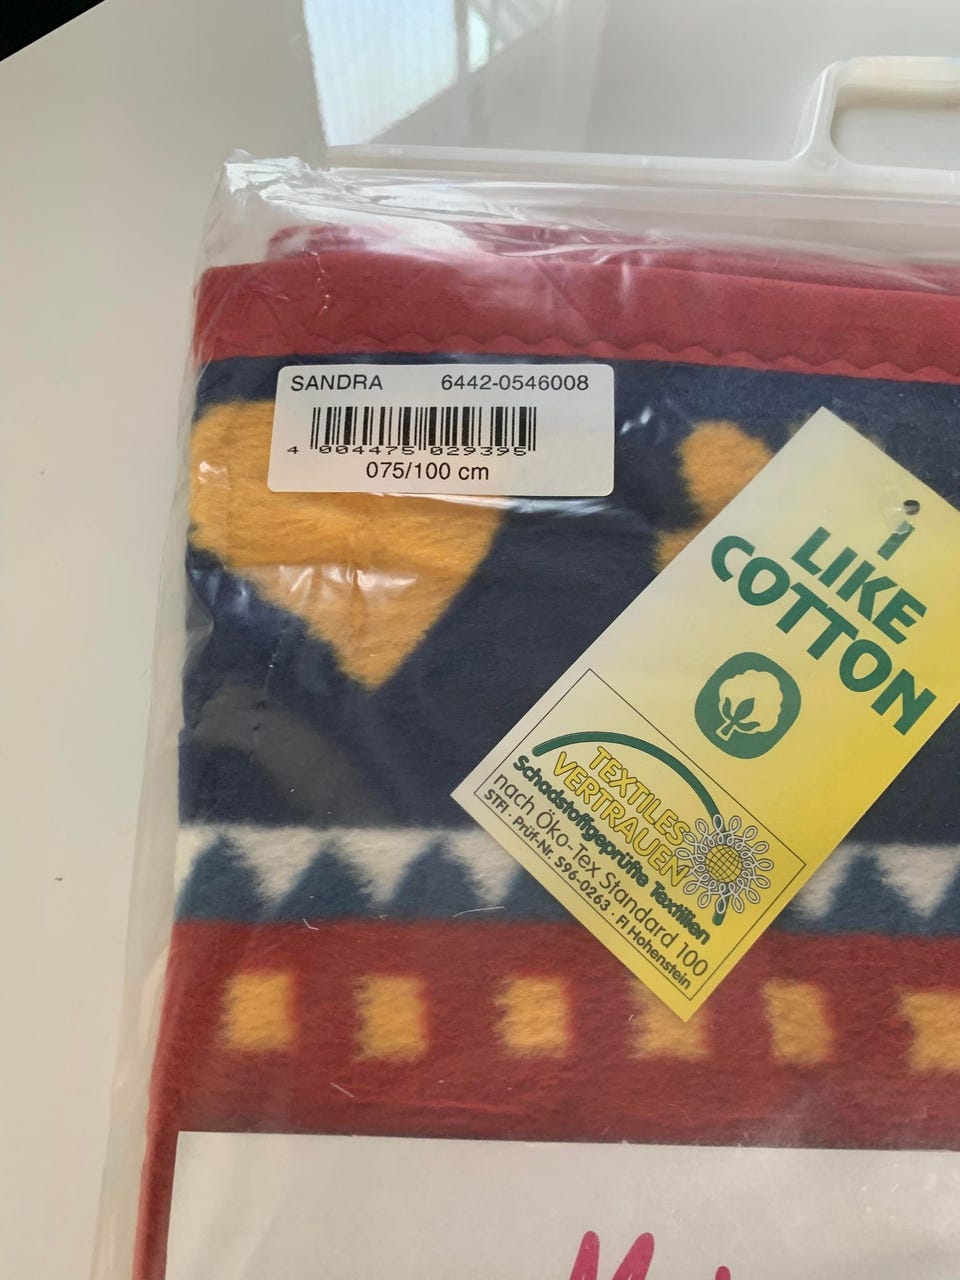 SANDRA 6442-0546008
4 004475 029395
075/100 cm
I
LIKE
COTTON
TEXTILES
VERTRAUEN
Schadstoffgeprüfte Textilien
nach Öko-Tex Standard 100
STFI · Prüf-Nr. S96-0263 · FI Hohenstein